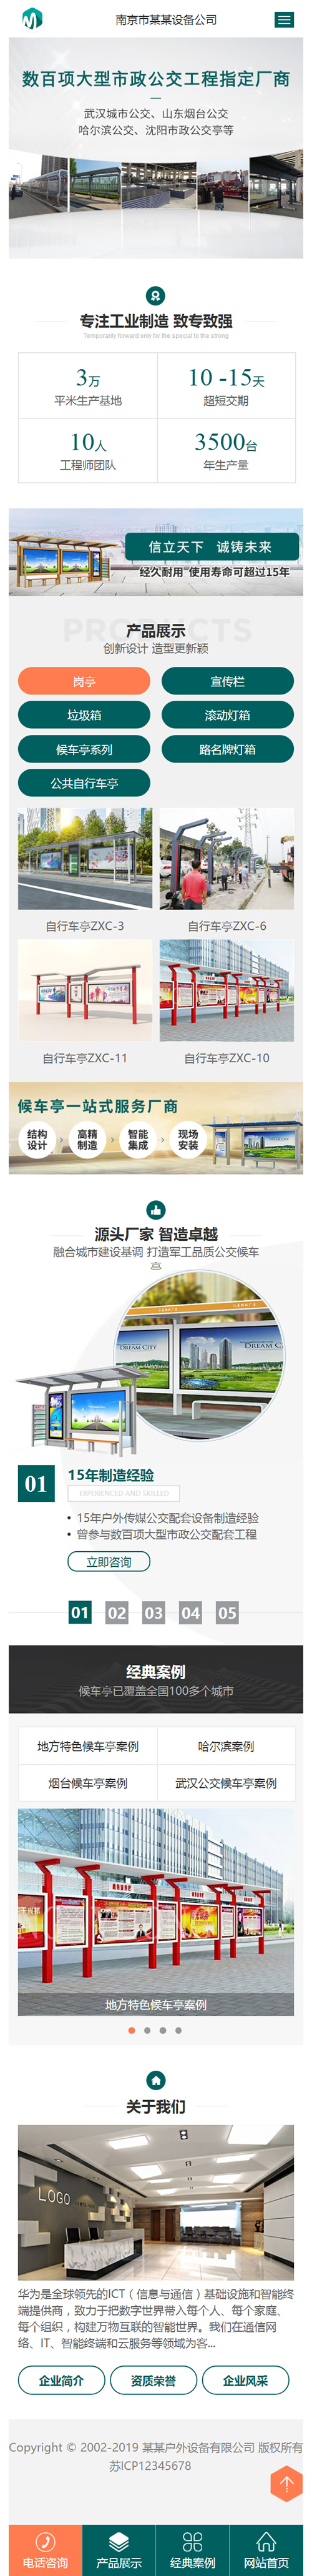 南京市某某设备公司
数百项大型市政公交工程指定厂商
武汉城市公交、山东烟台公交
哈尔滨公交、沈阳市政公交亭等
专注工业制造 致专致强
Temporarily forward only for the special to the strong
3万
10 -15天
平米生产基地
超短交期
10人
3500台
工程师团队
年生产量
信立天下 诚铸未来
经久耐用 使用寿命可超过15年
PRODUCTS
产品展示
创新设计 造型更新颖
岗亭
宣传栏
垃圾箱
滚动灯箱
候车亭系列
路名牌灯箱
公共自行车亭
自行车亭ZXC-3
自行车亭ZXC-6
自行车亭ZXC-11
自行车亭ZXC-10
候车亭一站式服务厂商
结构 高精 智能 现场
设计 制造 集成 安装
源头厂家 智造卓越
融合城市建设基调 打造军工品质公交候车
亭
DREAM CITY
DREAM C
01
15年制造经验
EXPERIENCED AND SKILLED
15年户外传媒公交配套设备制造经验
曾参与数百项大型市政公交配套工程
立即咨询
01 02 03 04 05
经典案例
候车亭已覆盖全国100多个城市
地方特色候车亭案例
哈尔滨案例
烟台候车亭案例
武汉公交候车亭案例
地方特色候车亭案例
关于我们
LOGO
华为是全球领先的ICT（信息与通信）基础设施和智能终
端提供商，致力于把数字世界带入每个人、每个家庭、
每个组织，构建万物互联的智能世界。我们在通信网
络、IT、智能终端和云服务等领域为客...
企业简介
资质荣誉
企业风采
Copyright © 2002-2019 某某户外设备有限公司 版权所有
苏ICP12345678
电话咨询
产品展示
经典案例
网站首页